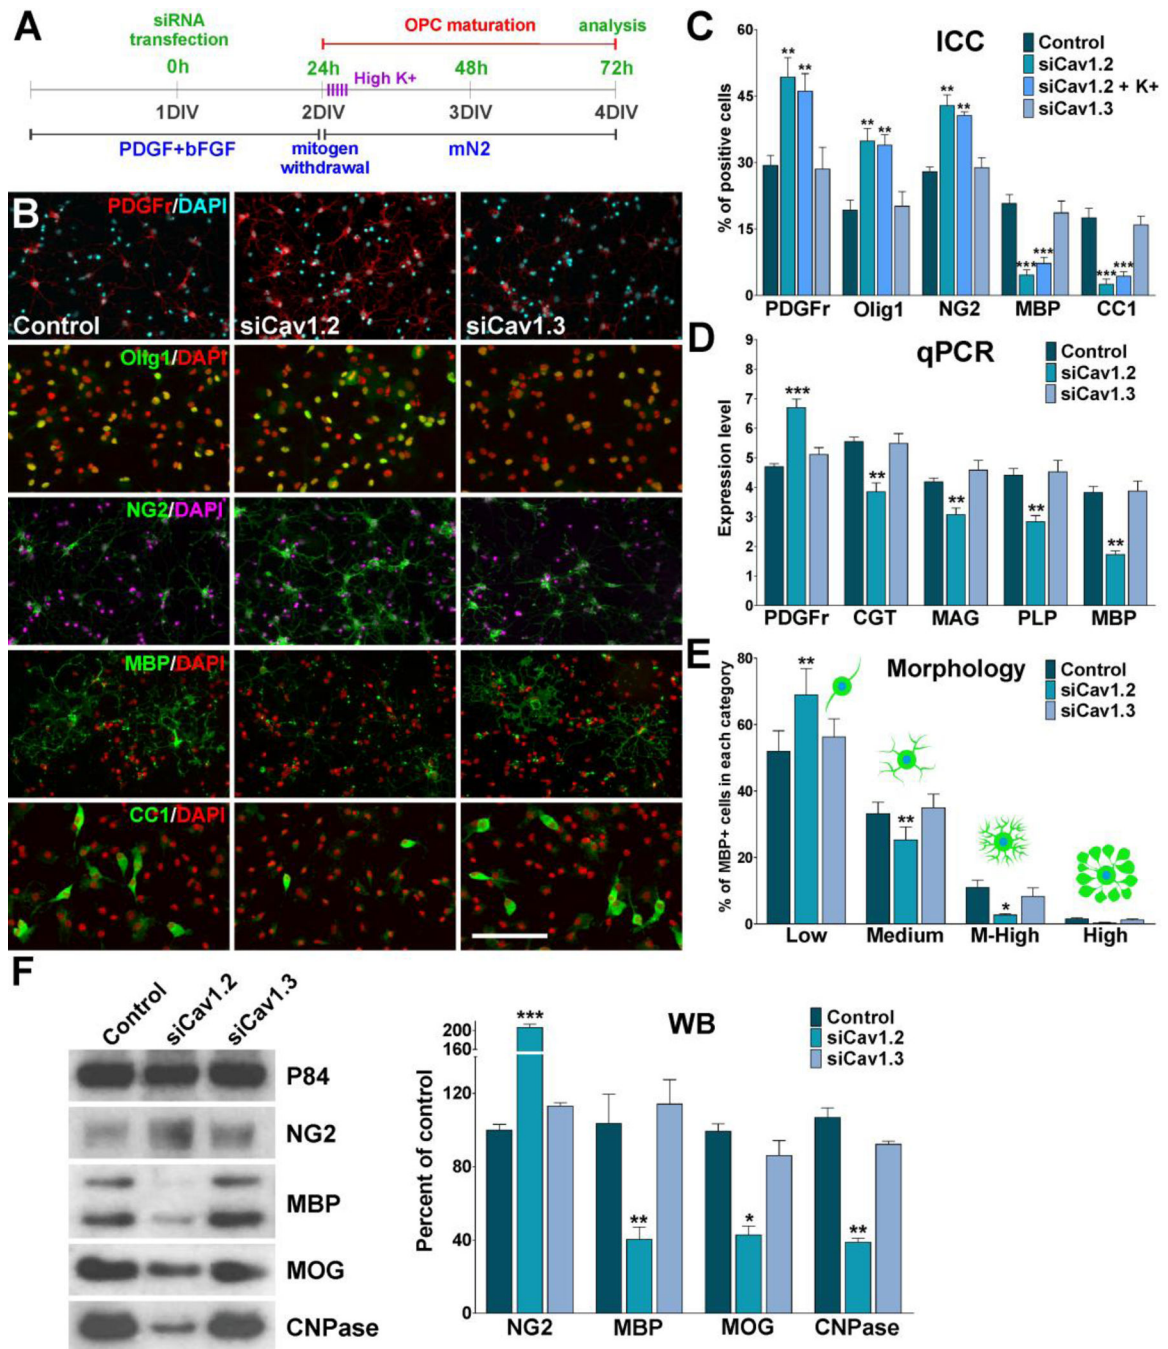 A
siRNA
transfection
OPC maturation
analysis
0h
24h
High K+
48h
72h
1DIV
2DIV
3DIV
4DIV
PDGF+bFGF
mitogen
withdrawal
mN2
B
PDGFr/DAPI
Control
siCav1.2
siCav1.3
Olig1/DAPI
NG2/DAPI
MBP/DAPI
CC1/DAPI
C
ICC
Control
siCav1.2
siCav1.2 + K+
siCav1.3
% of positive cells
60
45
30
15
0
** ** ** ** ** ** *** *** *** ***
PDGFr Olig1 NG2 MBP CC1
D
qPCR
Control
siCav1.2
siCav1.3
Expression level
9
8
7
6
5
4
3
2
1
0
*** ** ** ** **
PDGFr CGT MAG PLP MBP
E
Morphology
Control
siCav1.2
siCav1.3
% of MBP+ cells in each category
80
60
40
20
0
** ** *
Low Medium M-High High
F
Control siCav1.2 siCav1.3
P84
NG2
MBP
MOG
CNPase
WB
Control
siCav1.2
siCav1.3
Percent of control
200
160
120
80
40
0
*** ** * **
NG2 MBP MOG CNPase